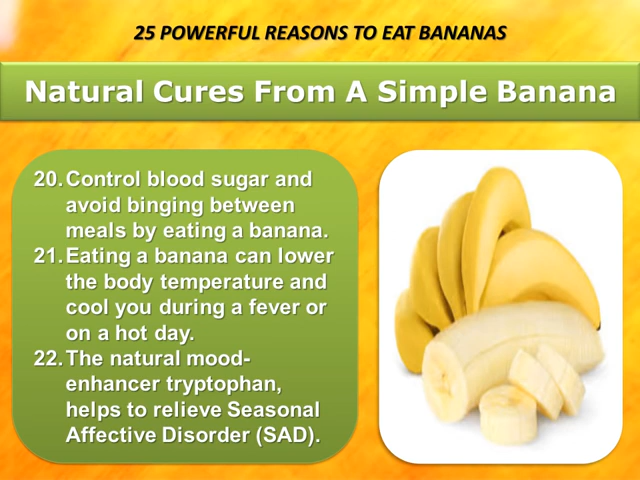 25 POWERFUL REASONS TO EAT BANANAS
Natural Cures From A Simple Banana
20. Control blood sugar and
avoid binging between
meals by eating a banana.
21. Eating a banana can lower
the body temperature and
cool you during a fever or
on a hot day.
22. The natural mood-
enhancer tryptophan,
helps to relieve Seasonal
Affective Disorder (SAD).